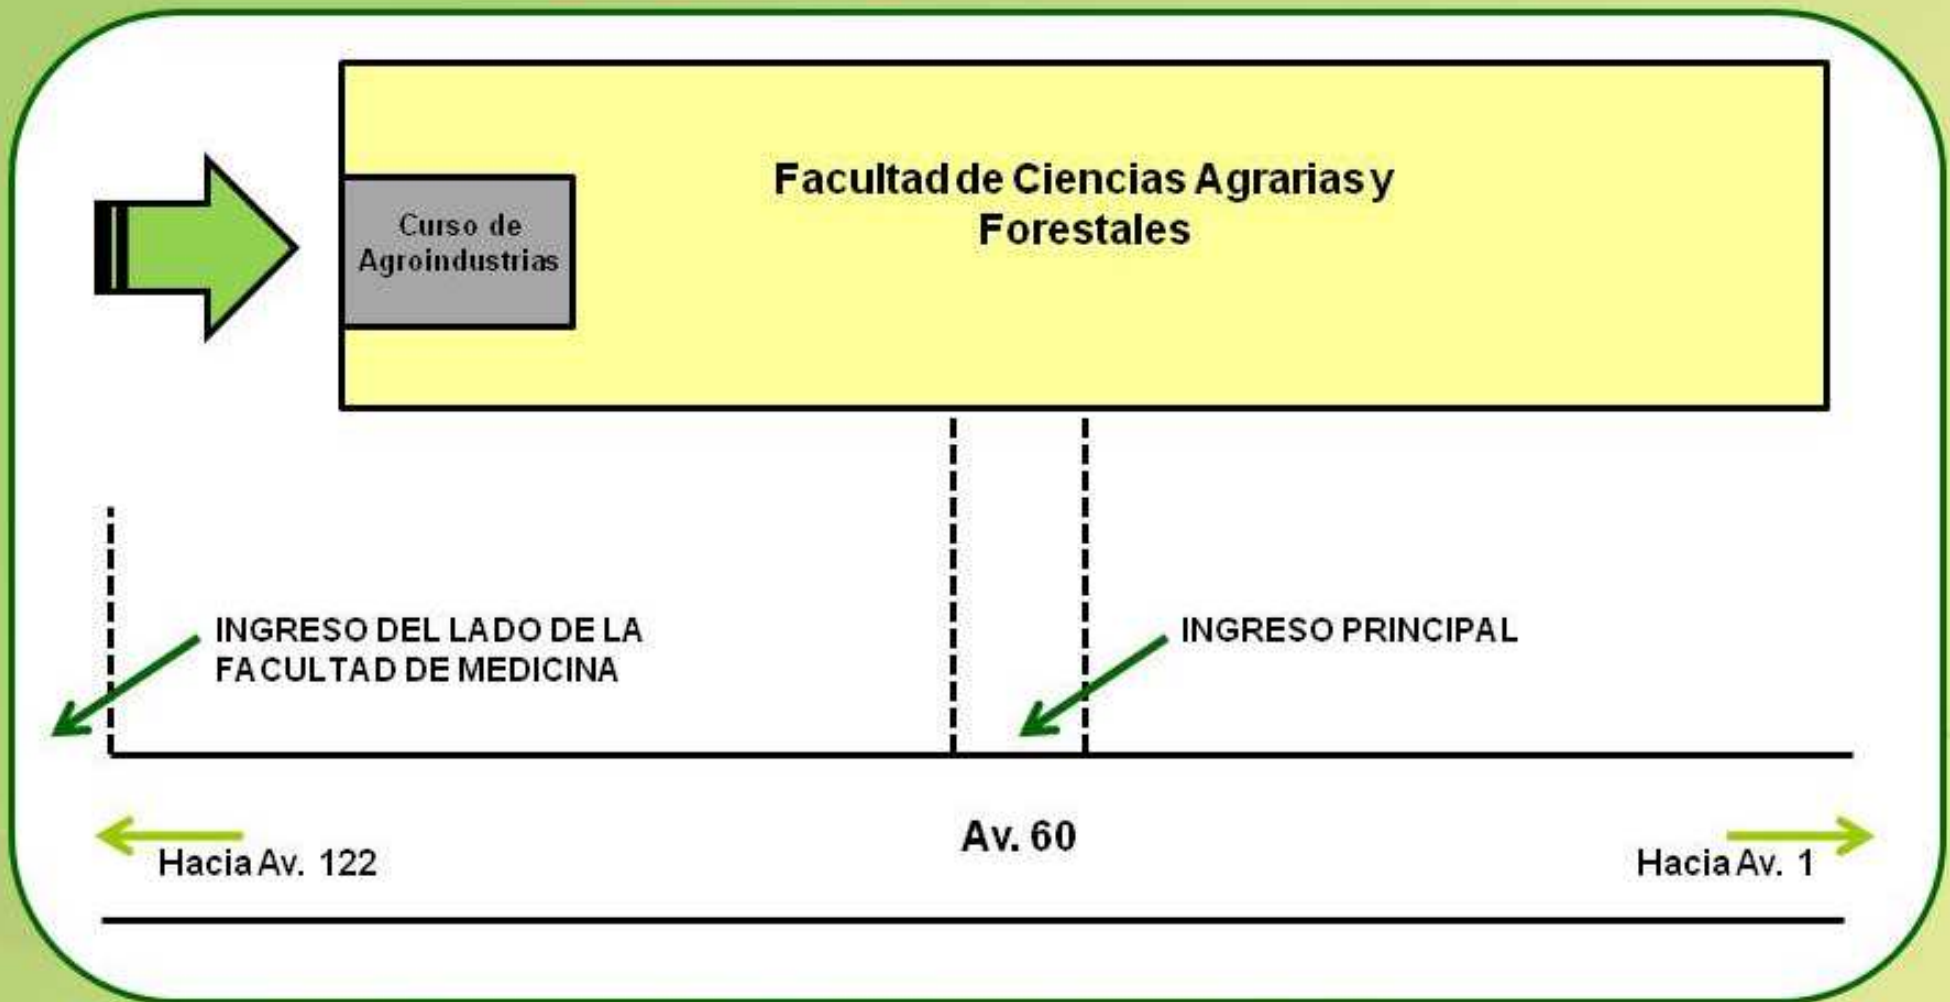 Facultad de Ciencias Agrarias y
Forestales
Curso de
Agroindustrias
INGRESO DEL LADO DE LA
FACULTAD DE MEDICINA
INGRESO PRINCIPAL
Av. 60
Hacia Av. 122
Hacia Av. 1